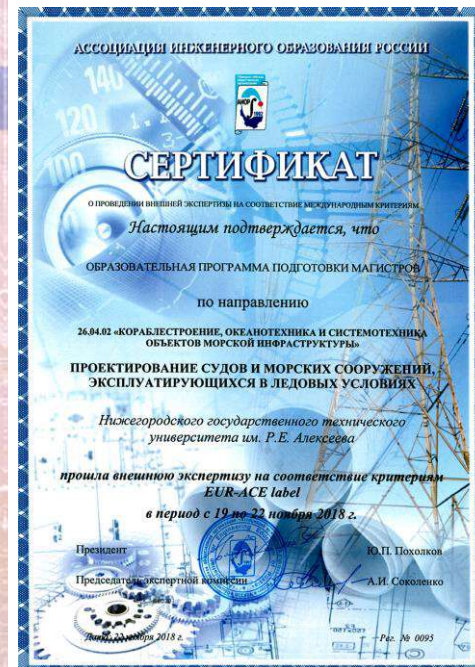 АССОЦИАЦИЯ ИНЖЕНЕРНОГО ОБРАЗОВАНИЯ РОССИИ
АИОР
1992
СЕРТИФИКАТ
О ПРОВЕДЕНИИ ВНЕШНЕЙ ЭКСПЕРТИЗЫ НА СООТВЕТСТВИЕ МЕЖДУНАРОДНЫМ КРИТЕРИЯМ
Настоящим подтверждается, что
ОБРАЗОВАТЕЛЬНАЯ ПРОГРАММА ПОДГОТОВКИ МАГИСТРОВ
по направлению
26.04.02 «КОРАБЛЕСТРОЕНИЕ, ОКЕАНОТЕХНИКА И СИСТЕМОТЕХНИКА
ОБЪЕКТОВ МОРСКОЙ ИНФРАСТРУКТУРЫ»
ПРОЕКТИРОВАНИЕ СУДОВ И МОРСКИХ СООРУЖЕНИЙ,
ЭКСПЛУАТИРУЮЩИХСЯ В ЛЕДОВЫХ УСЛОВИЯХ
Нижегородского государственного технического
университета им. Р.Е. Алексеева
прошла внешнюю экспертизу на соответствие критериям
EUR-ACE label
в период с 19 по 22 ноября 2018 г.
Президент Ю.П. Похолков
Председатель экспертной комиссии А.И. Соколенко
Дата: 22 ноября 2018 г. Рег. № 0095